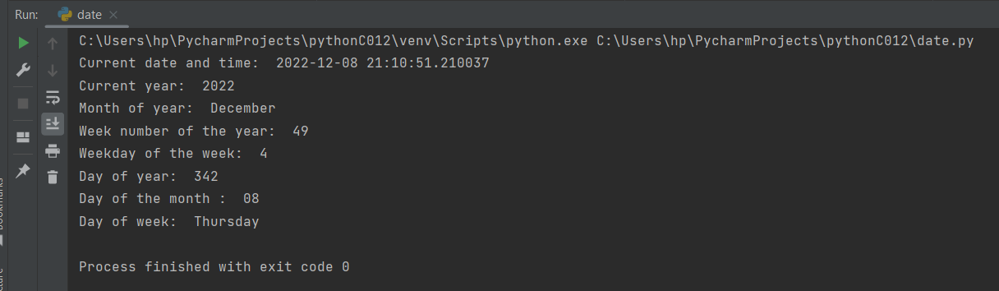 Run: date
C:\Users\hp\PycharmProjects\pythonC012\venv\Scripts\python.exe C:\Users\hp\PycharmProjects\pythonC012\date.py
Current date and time:  2022-12-08 21:10:51.210037
Current year:  2022
Month of year:  December
Week number of the year:  49
Weekday of the week:  4
Day of year:  342
Day of the month :  08
Day of week:  Thursday
Process finished with exit code 0